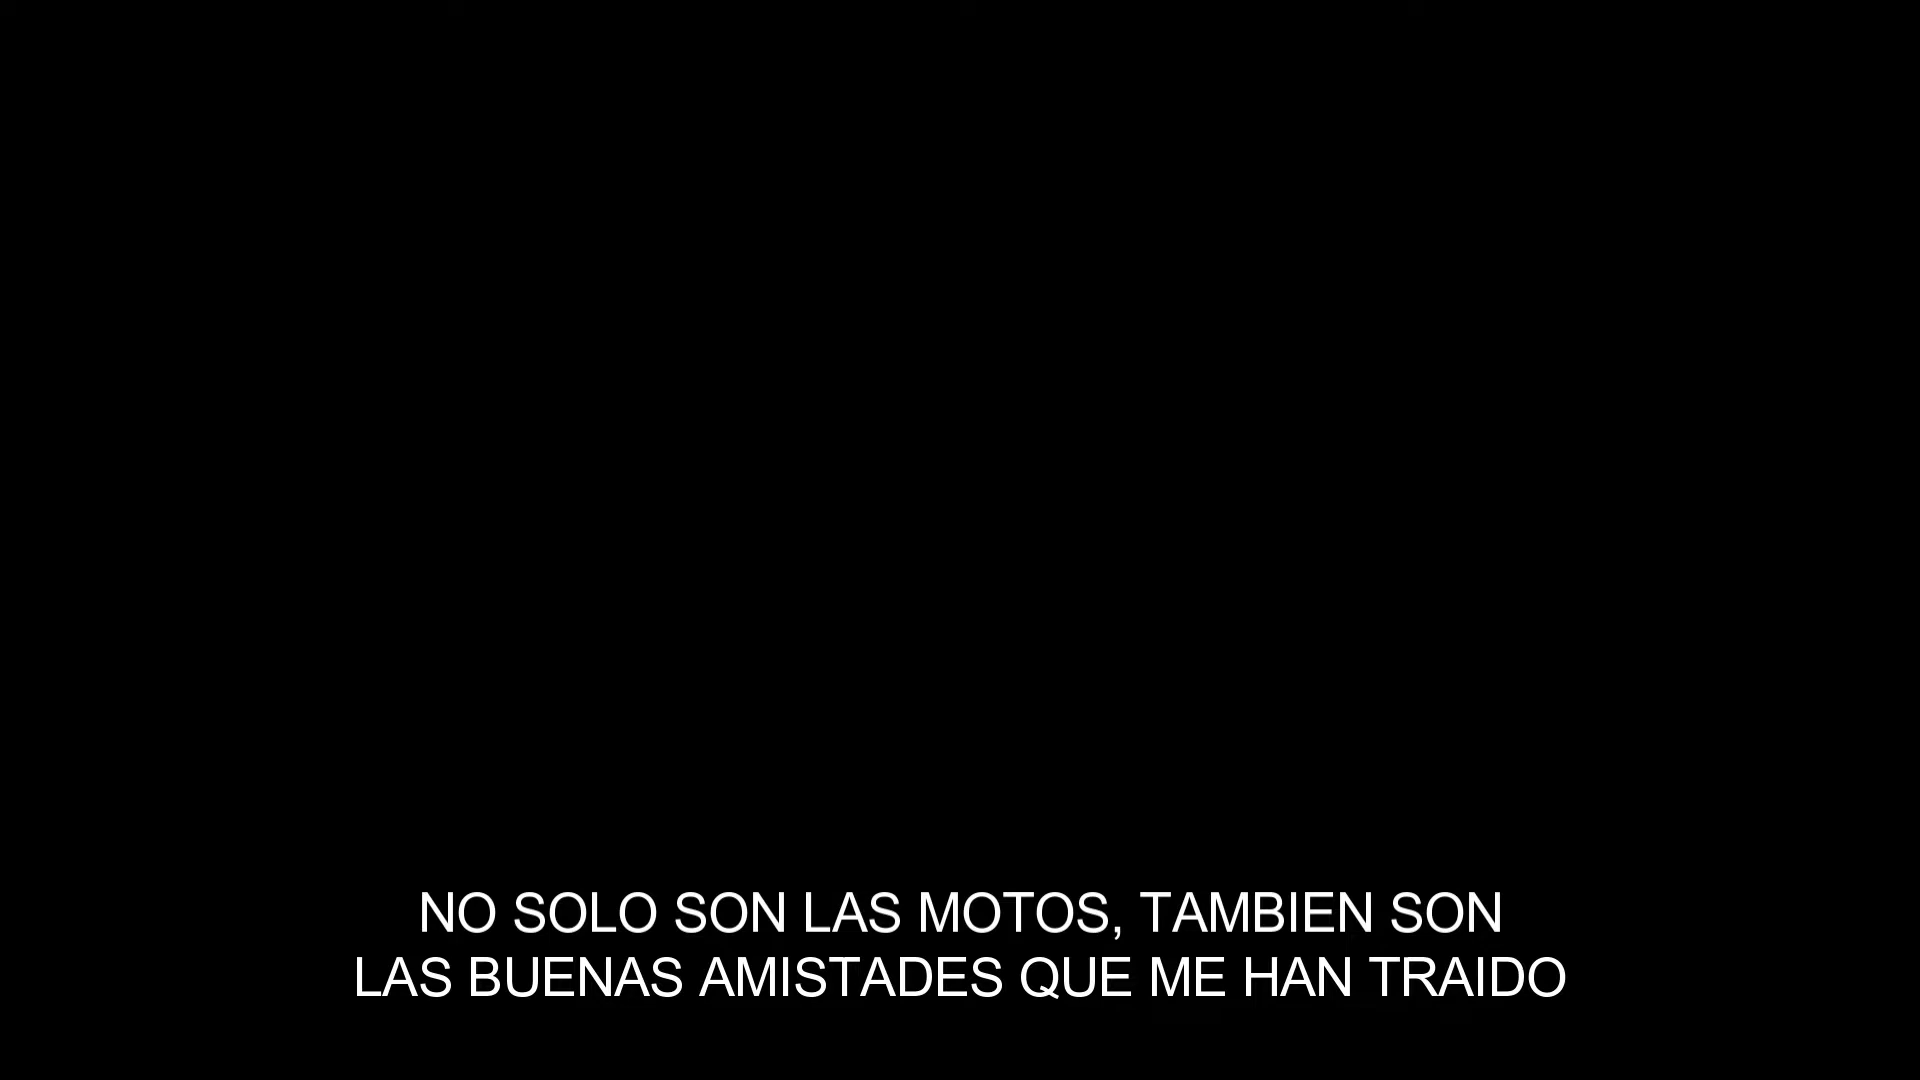 NO SOLO SON LAS MOTOS, TAMBIEN SON
LAS BUENAS AMISTADES QUE ME HAN TRAIDO